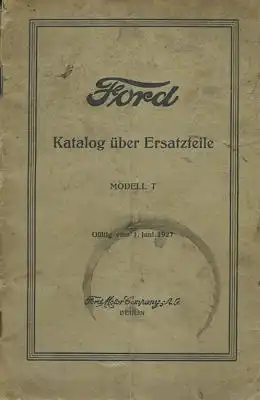 Ford
Katalog über Ersatzteile
MODELL T
Gültig vom 1. Juni 1927
Ford Motor Company, A.G.
BERLIN